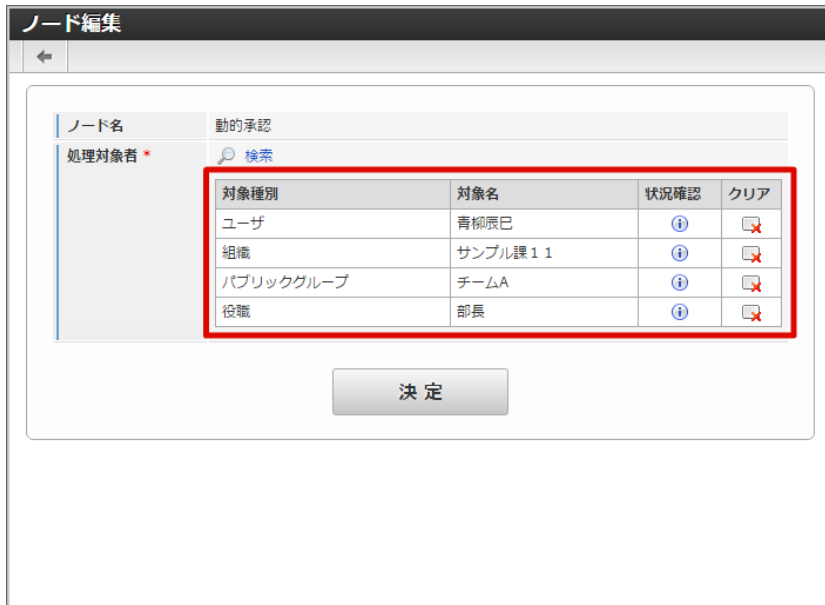 ノード編集
ノード名 動的承認
処理対象者 * 検索
対象種別 対象名 状況確認 クリア
ユーザ 青柳辰巳
組織 サンプル課11
パブリックグループ チームA
役職 部長
決定